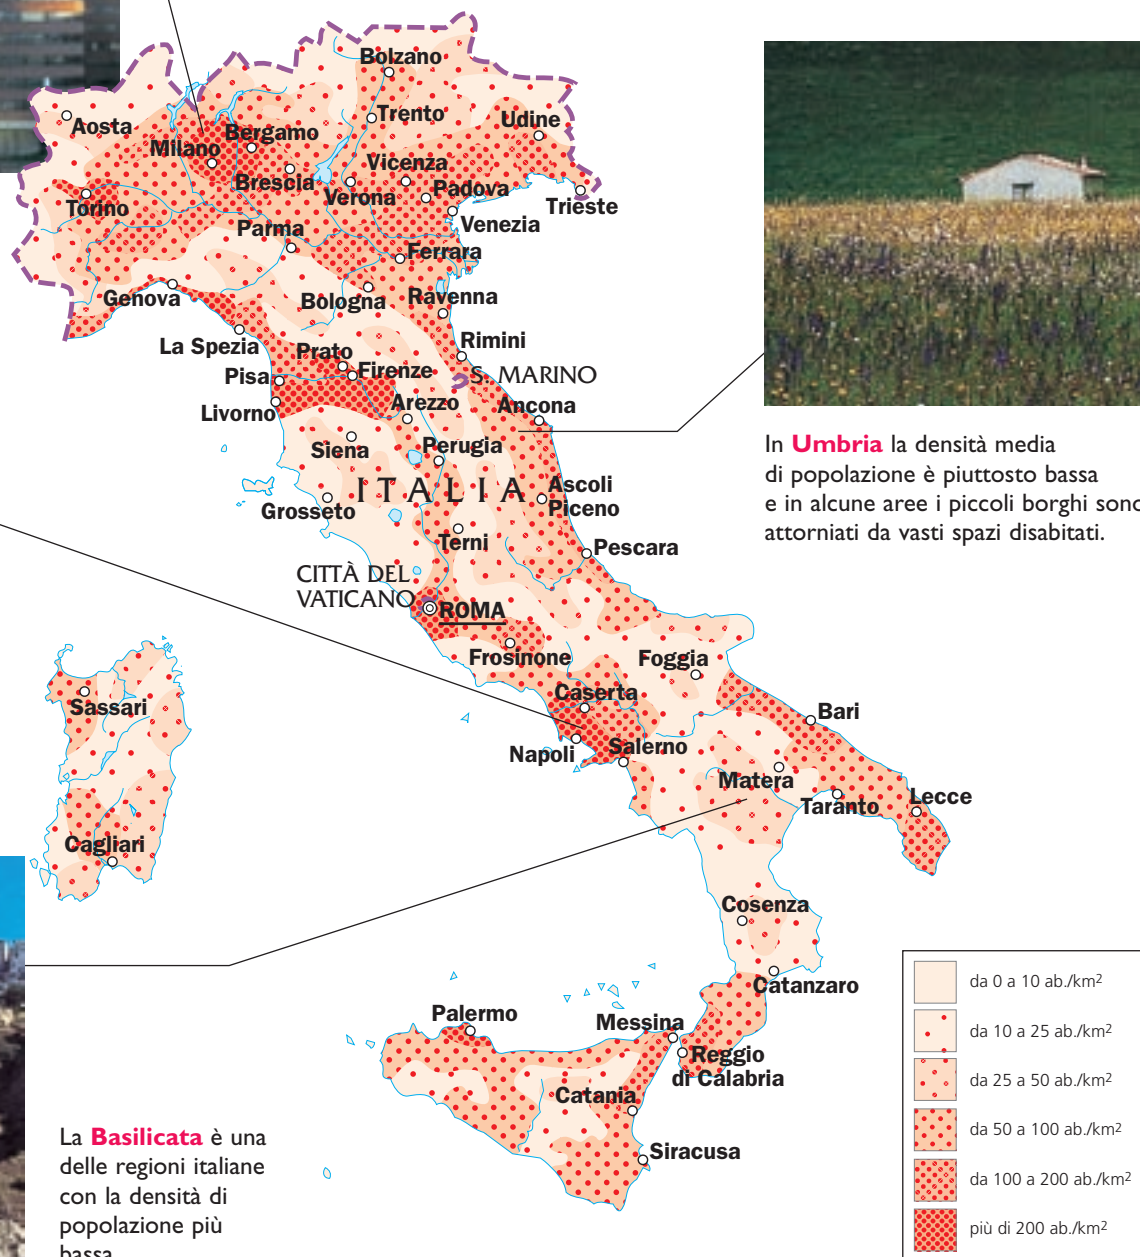 Bolzano
Aosta
Trento
Udine
Bergamo
Milano
Vicenza
Brescia
Verona
Padova
Torino
Trieste
Venezia
Parma
Ferrara
Genova
Bologna
Ravenna
La Spezia
Prato
Rimini
Pisa
Firenze
S. MARINO
Livorno
Arezzo
Ancona
Siena
Perugia
ITALIA
Grosseto
Ascoli
Piceno
Terni
Pescara
CITTÀ DEL
VATICANO
ROMA
Frosinone
Foggia
Caserta
Sassari
Bari
Napoli
Salerno
Matera
Taranto
Lecce
Cagliari
Cosenza
Catanzaro
Palermo
Messina
Reggio
di Calabria
Catania
Siracusa
In Umbria la densità media
di popolazione è piuttosto bassa
e in alcune aree i piccoli borghi sono
attorniati da vasti spazi disabitati.
La Basilicata è una
delle regioni italiane
con la densità di
popolazione più
bassa
da 0 a 10 ab./km²
da 10 a 25 ab./km²
da 25 a 50 ab./km²
da 50 a 100 ab./km²
da 100 a 200 ab./km²
più di 200 ab./km²